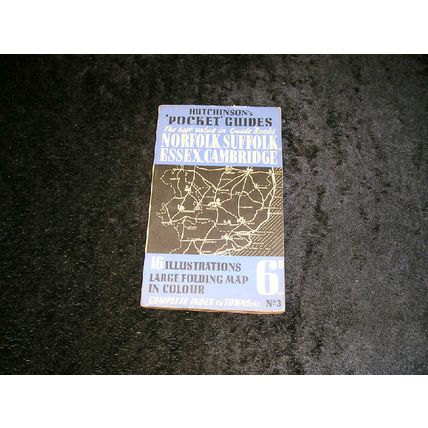 HUTCHINSON's
'POCKET' GUIDES
The best value in Guide Books
NORFOLK, SUFFOLK
ESSEX, CAMBRIDGE
16 ILLUSTRATIONS
LARGE FOLDING MAP
IN COLOUR
6D
COMPLETE INDEX to TOWNS etc.
No 3